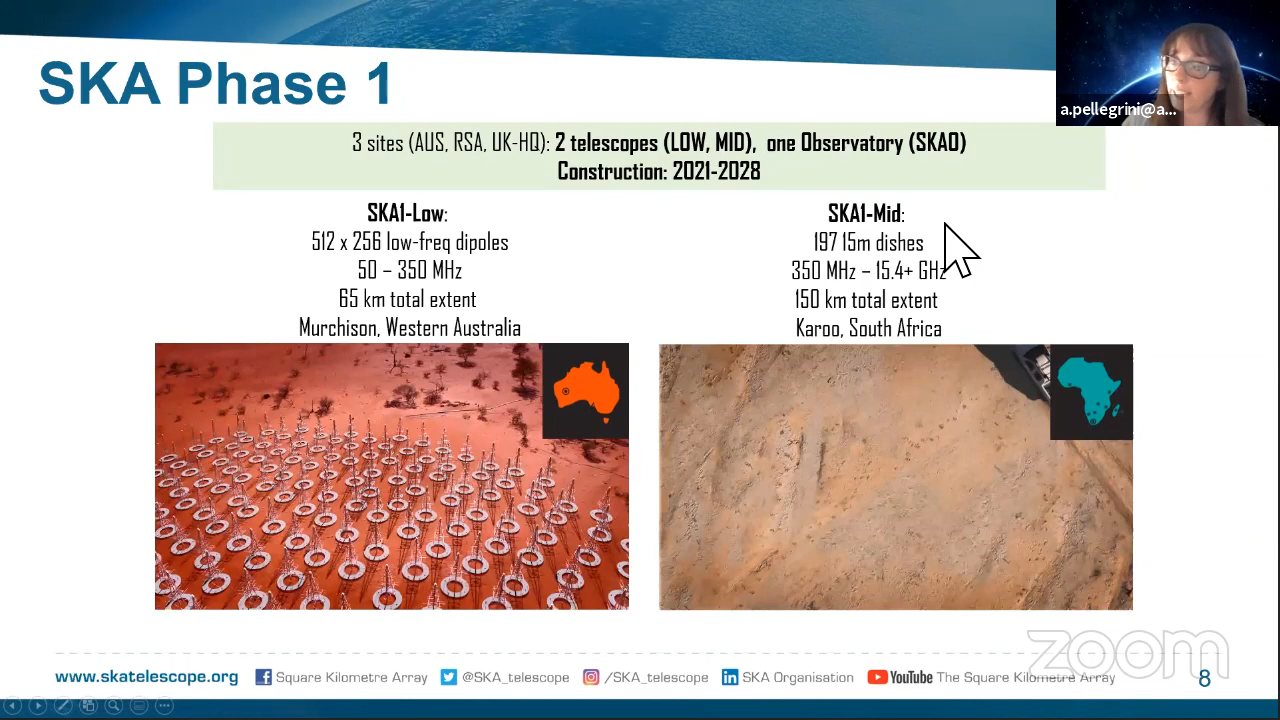 SKA Phase 1
a.pellegrini@a...
3 sites (AUS, RSA, UK-HQ): 2 telescopes (LOW, MID), one Observatory (SKAO)
Construction: 2021-2028
SKA1-Low:
512 x 256 low-freq dipoles
50 – 350 MHz
65 km total extent
Murchison, Western Australia
SKA1-Mid:
197 15m dishes
350 MHz – 15.4+ GHz
150 km total extent
Karoo, South Africa
zoom
www.skatelescope.org Square Kilometre Array @SKA_telescope /SKA_telescope SKA Organisation YouTube The Square Kilometre Array 8